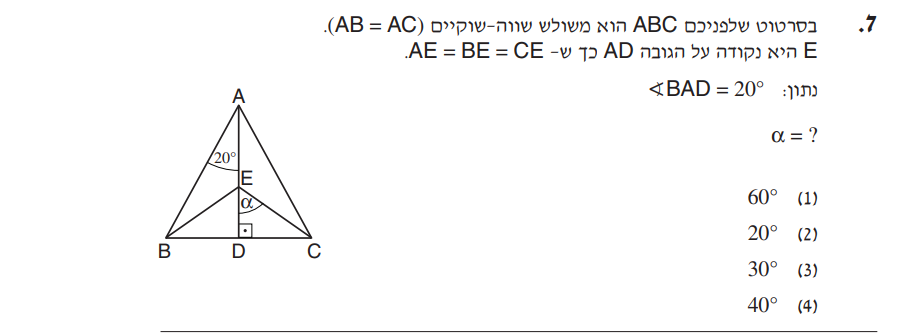 7. בסרטוט שלפניכם ABC הוא משולש שווה-שוקיים (AB = AC).
E היא נקודה על הגובה AD כך ש- AE = BE = CE.
נתון: ∢BAD = 20°
α = ?
(1) 60°
(2) 20°
(3) 30°
(4) 40°
A
20°
E
α
B D C